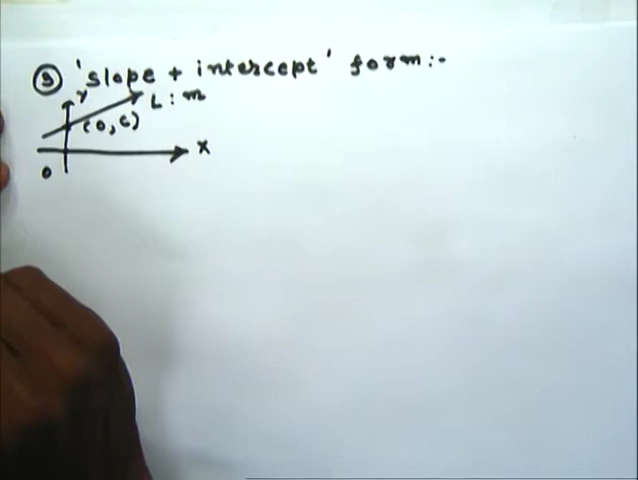 ③ 'slope + intercept' form:-
Y
L : m
(0, c)
X
0